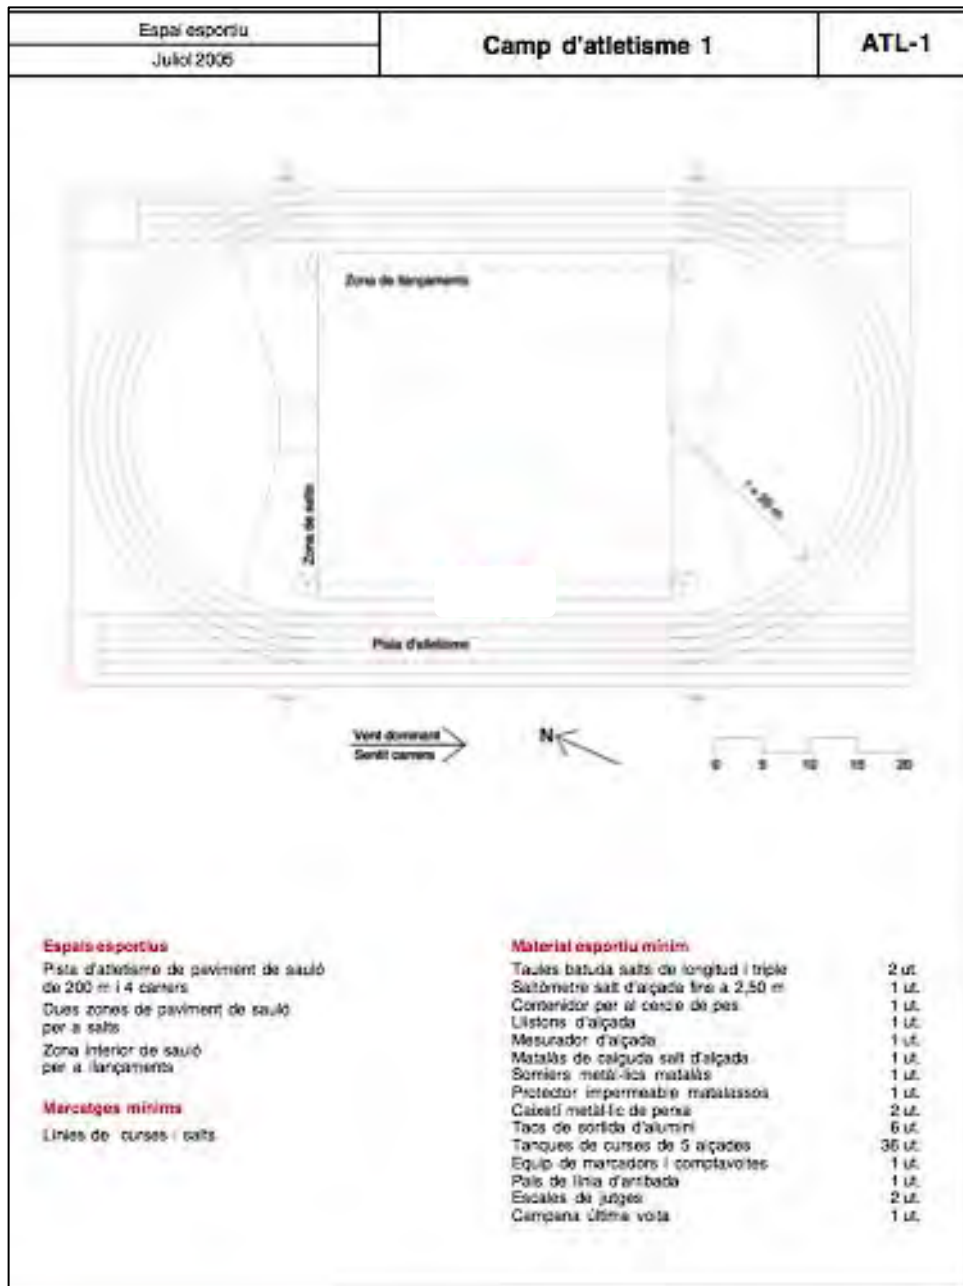 Espai esportiu
Juliol 2005
Camp d'atletisme 1
ATL-1
Zona de llançaments
Zona de salts
r = 20 m
Pista d'atletisme
Vent dominant
Sentit carrera
N
0 5 10 15 20
Espais esportius
Pista d'atletisme de paviment de sauló
de 200 m i 4 carrers
Dues zones de paviment de sauló
per a salts
Zona interior de sauló
per a llançaments
Marcatges mínims
Línies de curses i salts
Material esportiu mínim
Taules batuda salts de longitud i triple 2 ut.
Saltòmetre salt d'alçada fins a 2,50 m 1 ut.
Contenidor per al cercle de pes 1 ut.
Llistons d'alçada 1 ut.
Mesurador d'alçada 1 ut.
Matalàs de caiguda salt d'alçada 1 ut.
Somiers metàl·lics matalàs 1 ut.
Protector impermeable matalassos 1 ut.
Caixetí metàl·lic de perxa 2 ut.
Tacs de sortida d'alumini 6 ut.
Tanques de curses de 5 alçades 36 ut.
Equip de marcadors i comptavoltes 1 ut.
Pals de línia d'arribada 1 ut.
Escales de jutges 2 ut.
Campana última volta 1 ut.